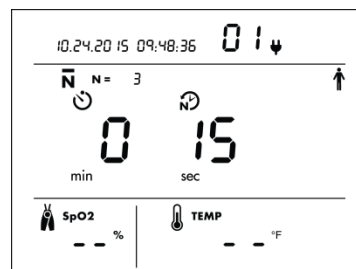 10.24.2015 09:48:36 01
N N = 3
N
0 15
min sec
SpO2 TEMP
-- % -- °F